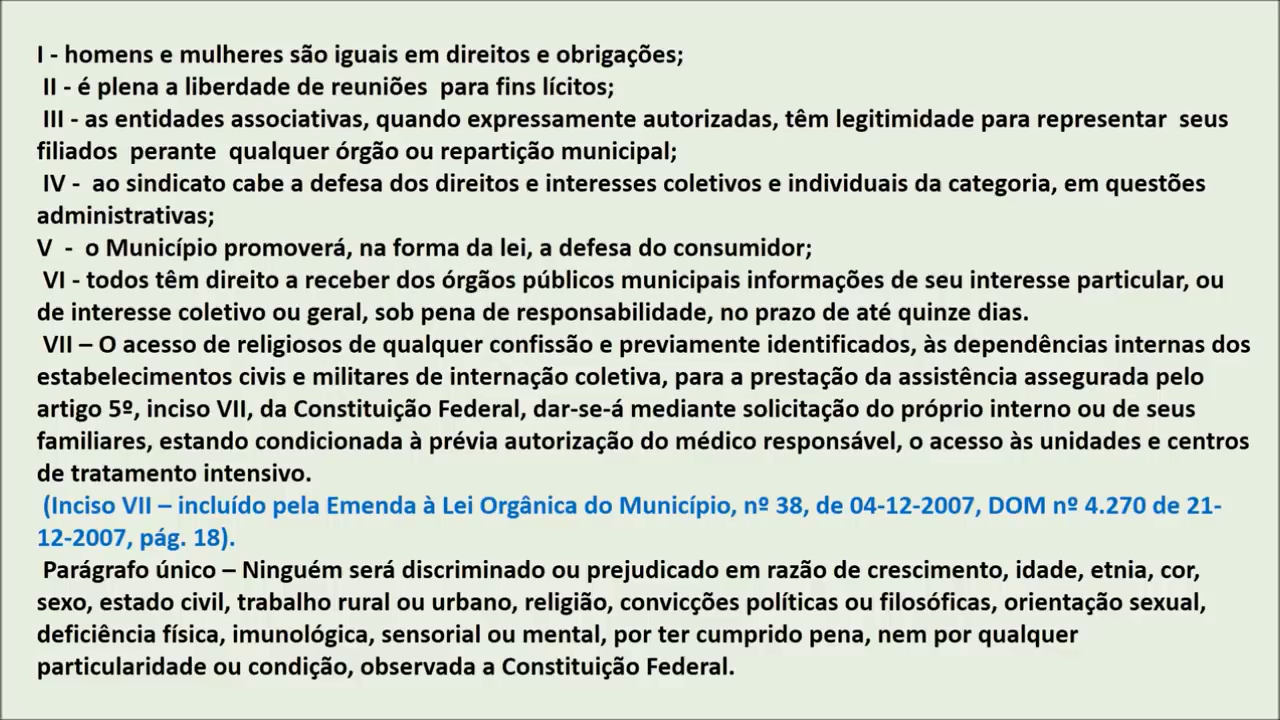 I - homens e mulheres são iguais em direitos e obrigações;
II - é plena a liberdade de reuniões para fins lícitos;
III - as entidades associativas, quando expressamente autorizadas, têm legitimidade para representar seus
filiados perante qualquer órgão ou repartição municipal;
IV - ao sindicato cabe a defesa dos direitos e interesses coletivos e individuais da categoria, em questões
administrativas;
V - o Município promoverá, na forma da lei, a defesa do consumidor;
VI - todos têm direito a receber dos órgãos públicos municipais informações de seu interesse particular, ou
de interesse coletivo ou geral, sob pena de responsabilidade, no prazo de até quinze dias.
VII – O acesso de religiosos de qualquer confissão e previamente identificados, às dependências internas dos
estabelecimentos civis e militares de internação coletiva, para a prestação da assistência assegurada pelo
artigo 5º, inciso VII, da Constituição Federal, dar-se-á mediante solicitação do próprio interno ou de seus
familiares, estando condicionada à prévia autorização do médico responsável, o acesso às unidades e centros
de tratamento intensivo.
(Inciso VII – incluído pela Emenda à Lei Orgânica do Município, nº 38, de 04-12-2007, DOM nº 4.270 de 21-
12-2007, pág. 18).
Parágrafo único – Ninguém será discriminado ou prejudicado em razão de crescimento, idade, etnia, cor,
sexo, estado civil, trabalho rural ou urbano, religião, convicções políticas ou filosóficas, orientação sexual,
deficiência física, imunológica, sensorial ou mental, por ter cumprido pena, nem por qualquer
particularidade ou condição, observada a Constituição Federal.